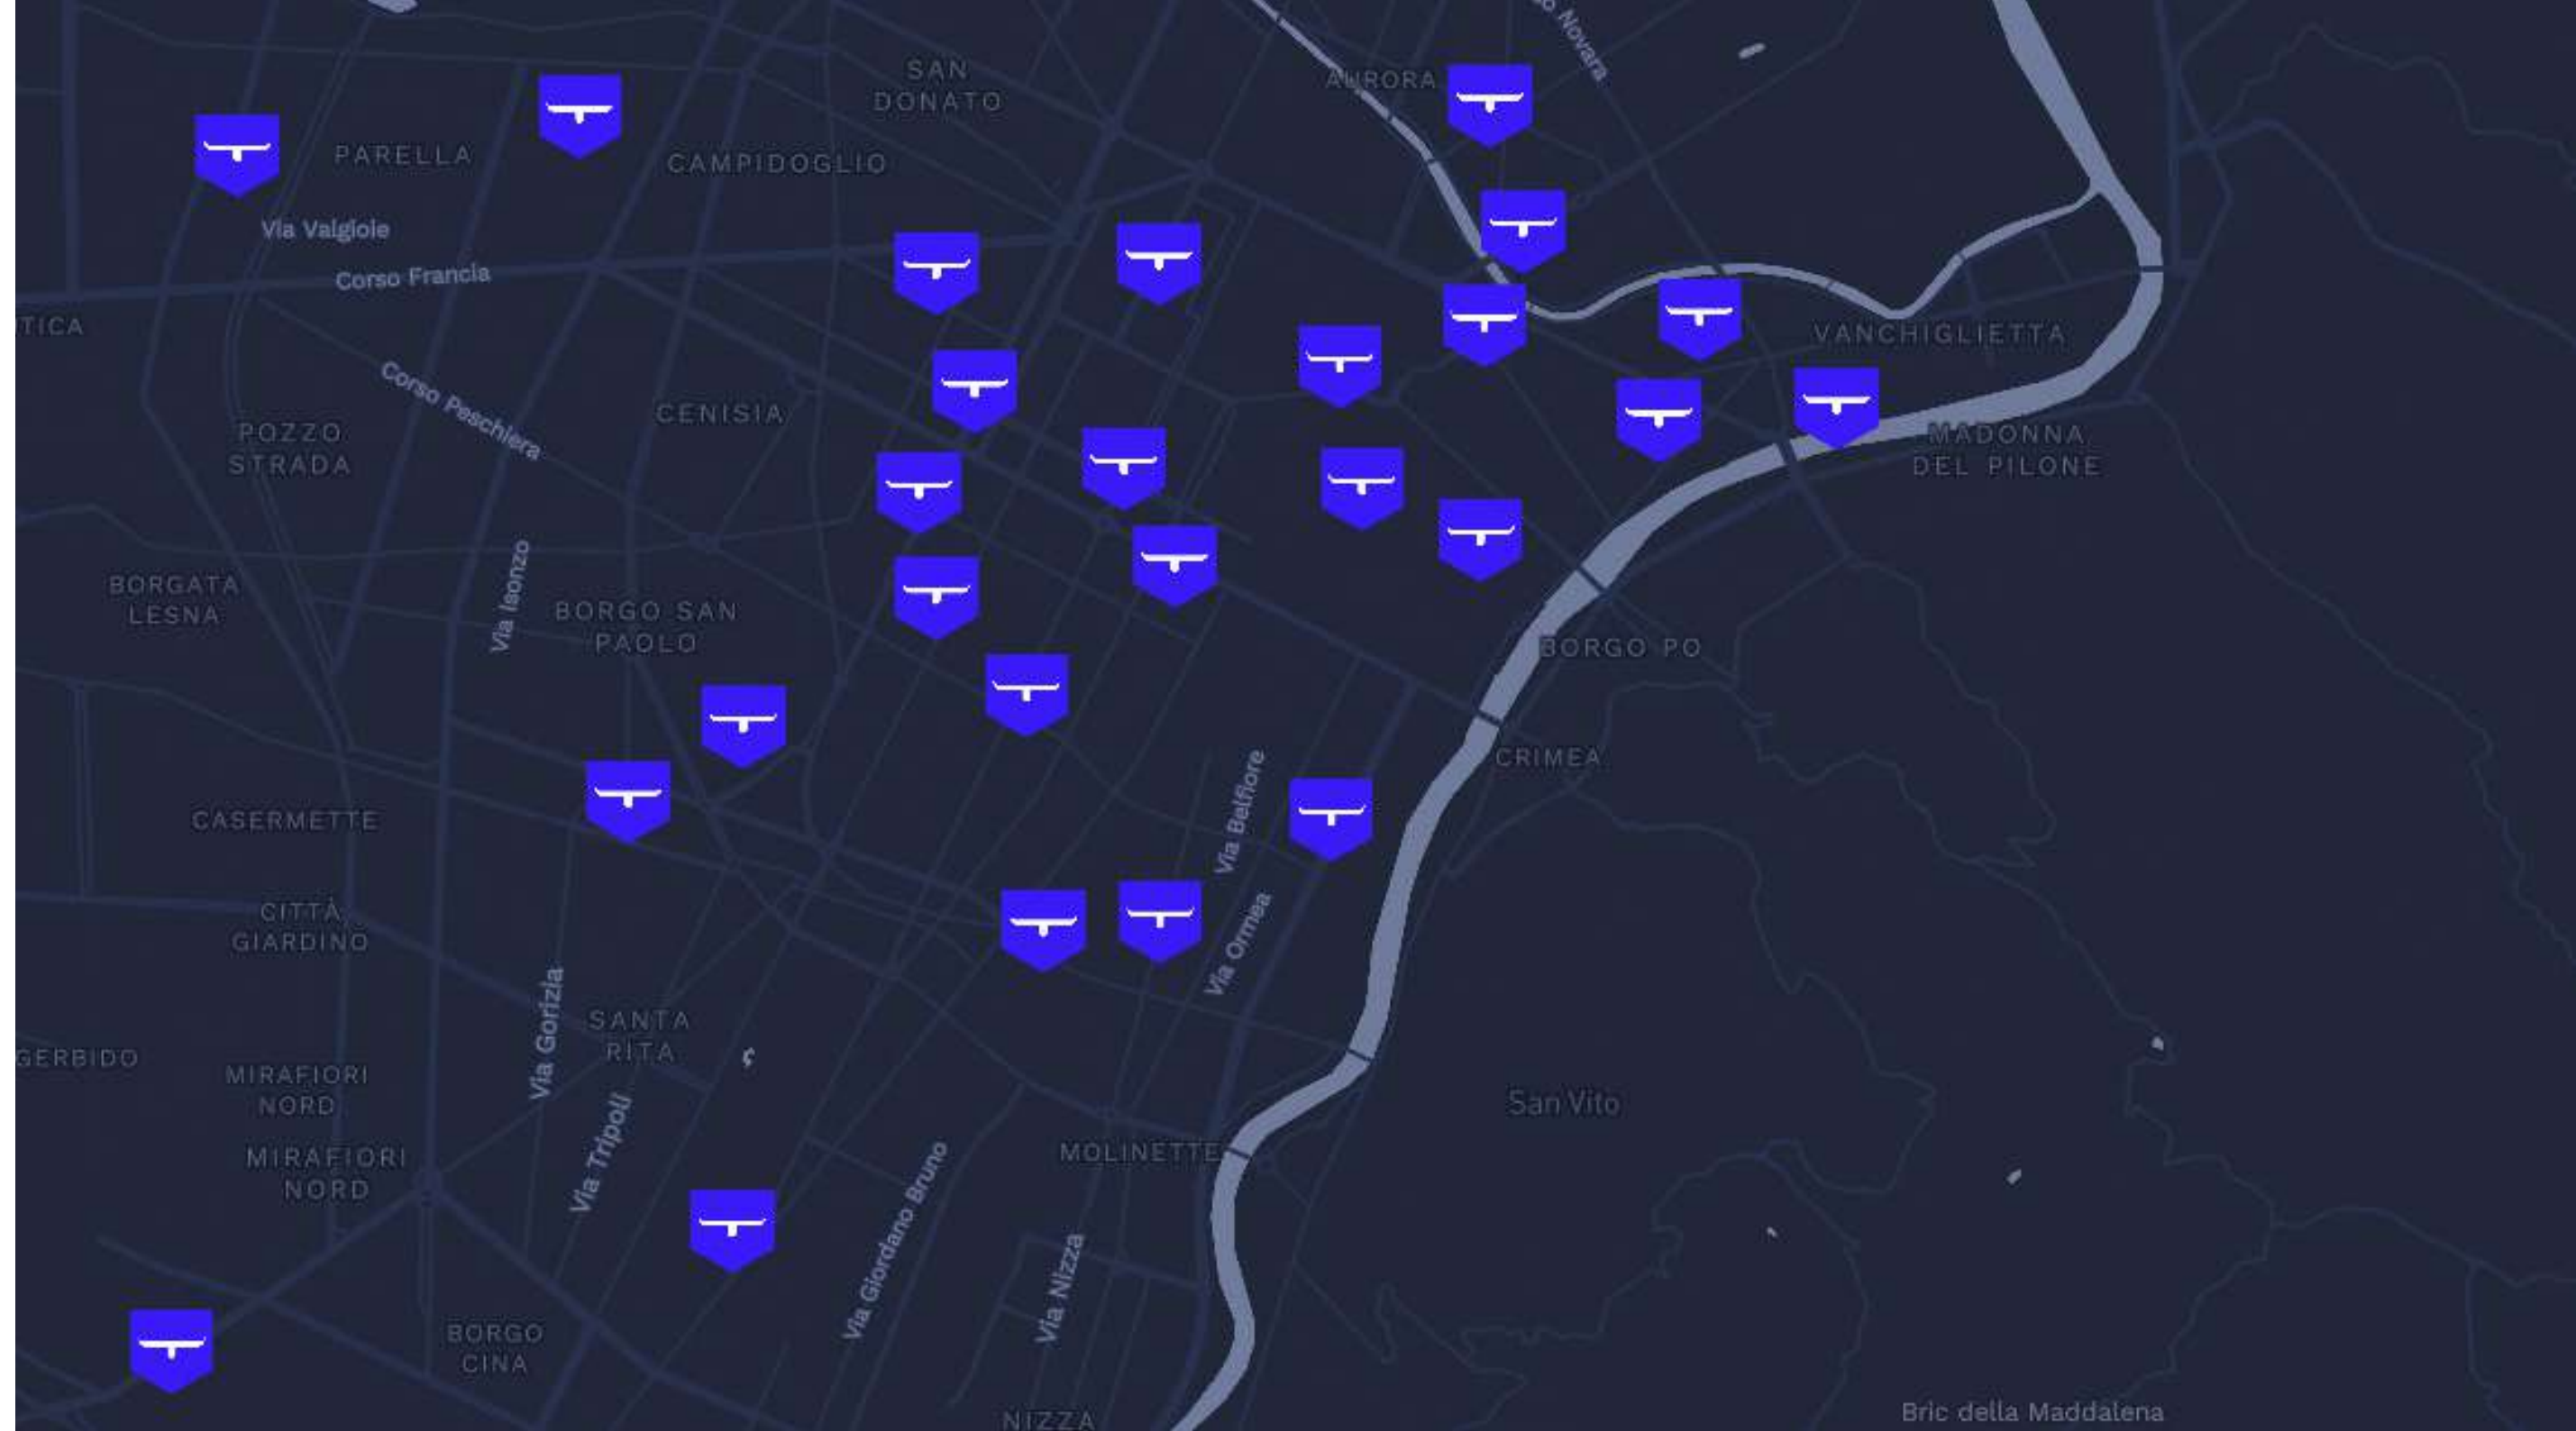 Novara
SAN
DONATO
AURORA
PARELLA
CAMPIDOGLIO
Via Valgioie
Corso Francia
TICA
VANCHIGLIETTA
Corso Peschiera
CENISIA
POZZO
STRADA
MADONNA
DEL PILONE
Via Isonzo
BORGATA
LESNA
BORGO SAN
PAOLO
BORGO PO
CRIMEA
Via Belfiore
CASERMETTE
CITTÀ
GIARDINO
Via Ormea
Via Gorizia
SANTA
RITA
GERBIDO
MIRAFIORI
NORD
San Vito
Via Tripoli
MIRAFIORI
NORD
MOLINETTE
Via Giordano Bruno
Via Nizza
BORGO
CINA
Bric della Maddalena
NIZZA